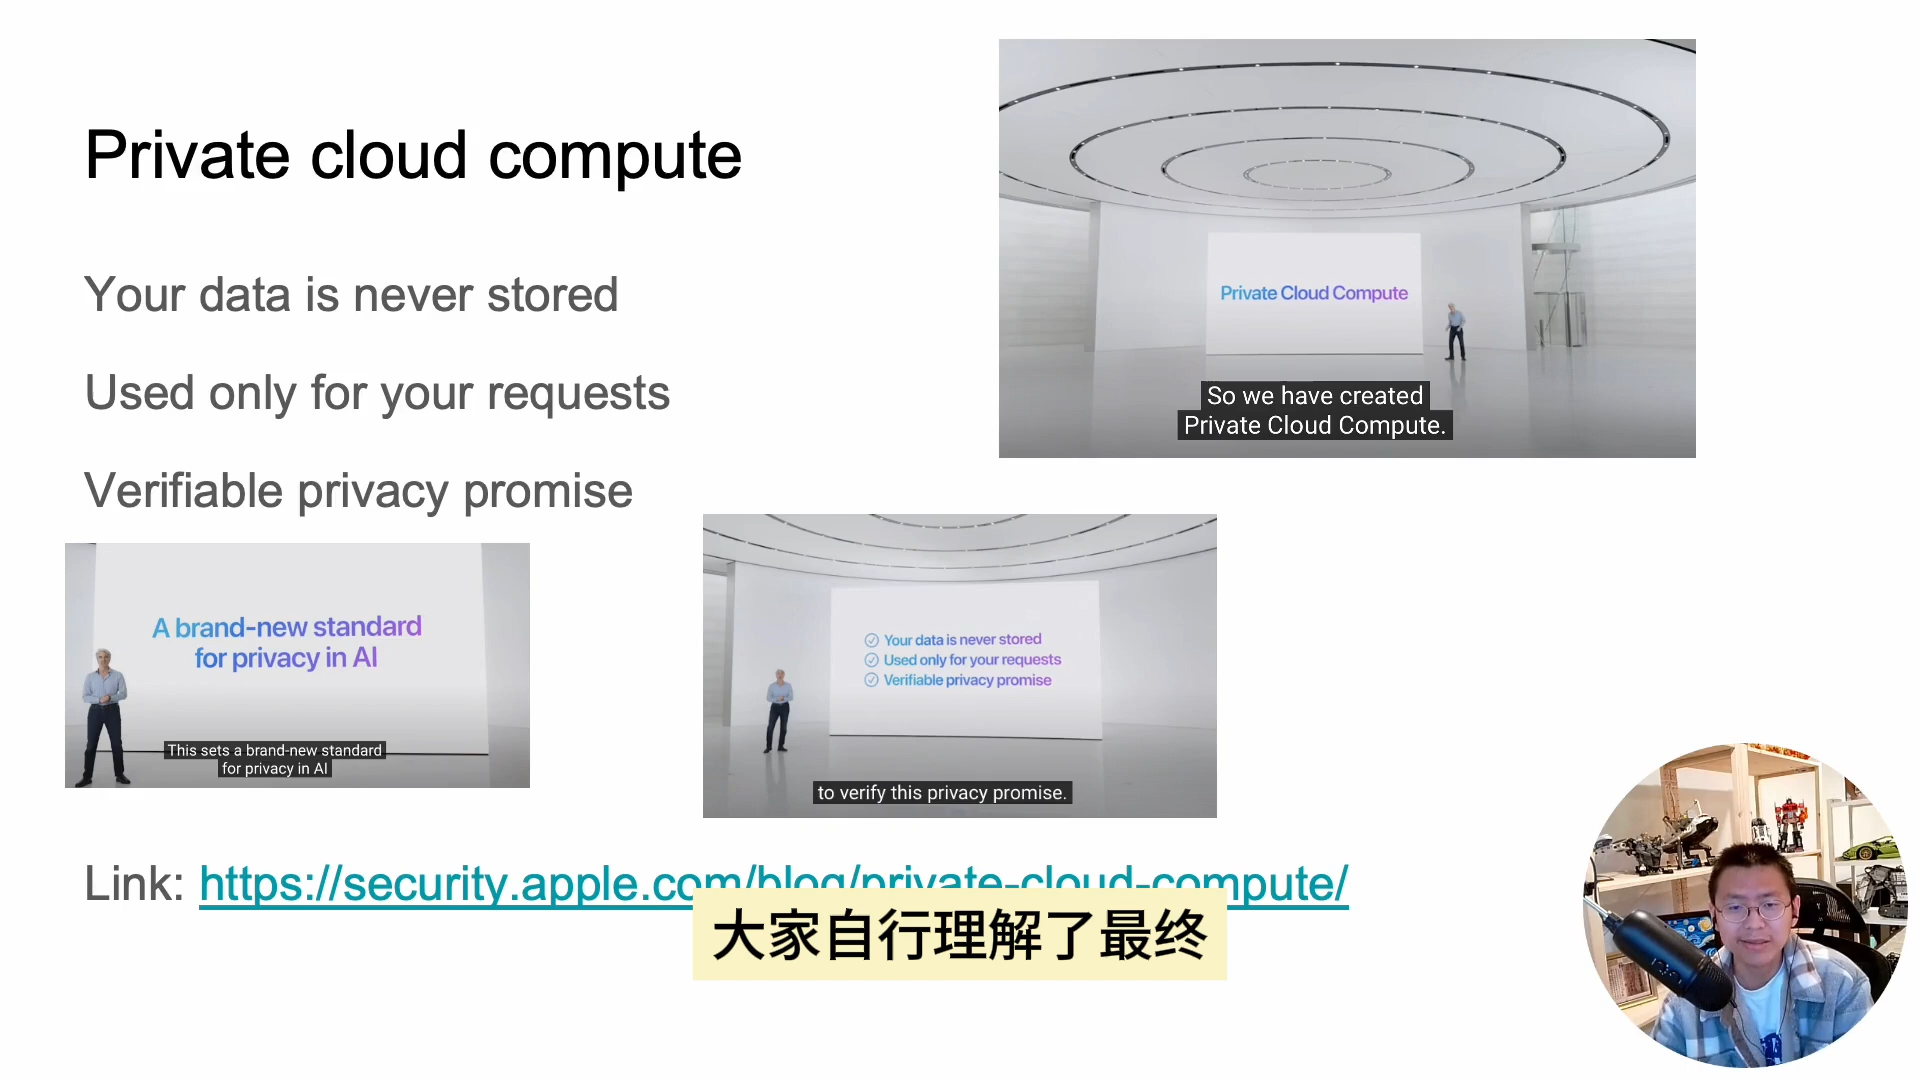 Private cloud compute
Your data is never stored
Used only for your requests
Verifiable privacy promise
Private Cloud Compute
So we have created
Private Cloud Compute.
A brand-new standard
for privacy in AI
This sets a brand-new standard
for privacy in AI
Your data is never stored
Used only for your requests
Verifiable privacy promise
to verify this privacy promise.
Link: https://security.apple.com/blog/private-cloud-compute/
大家自行理解了最终